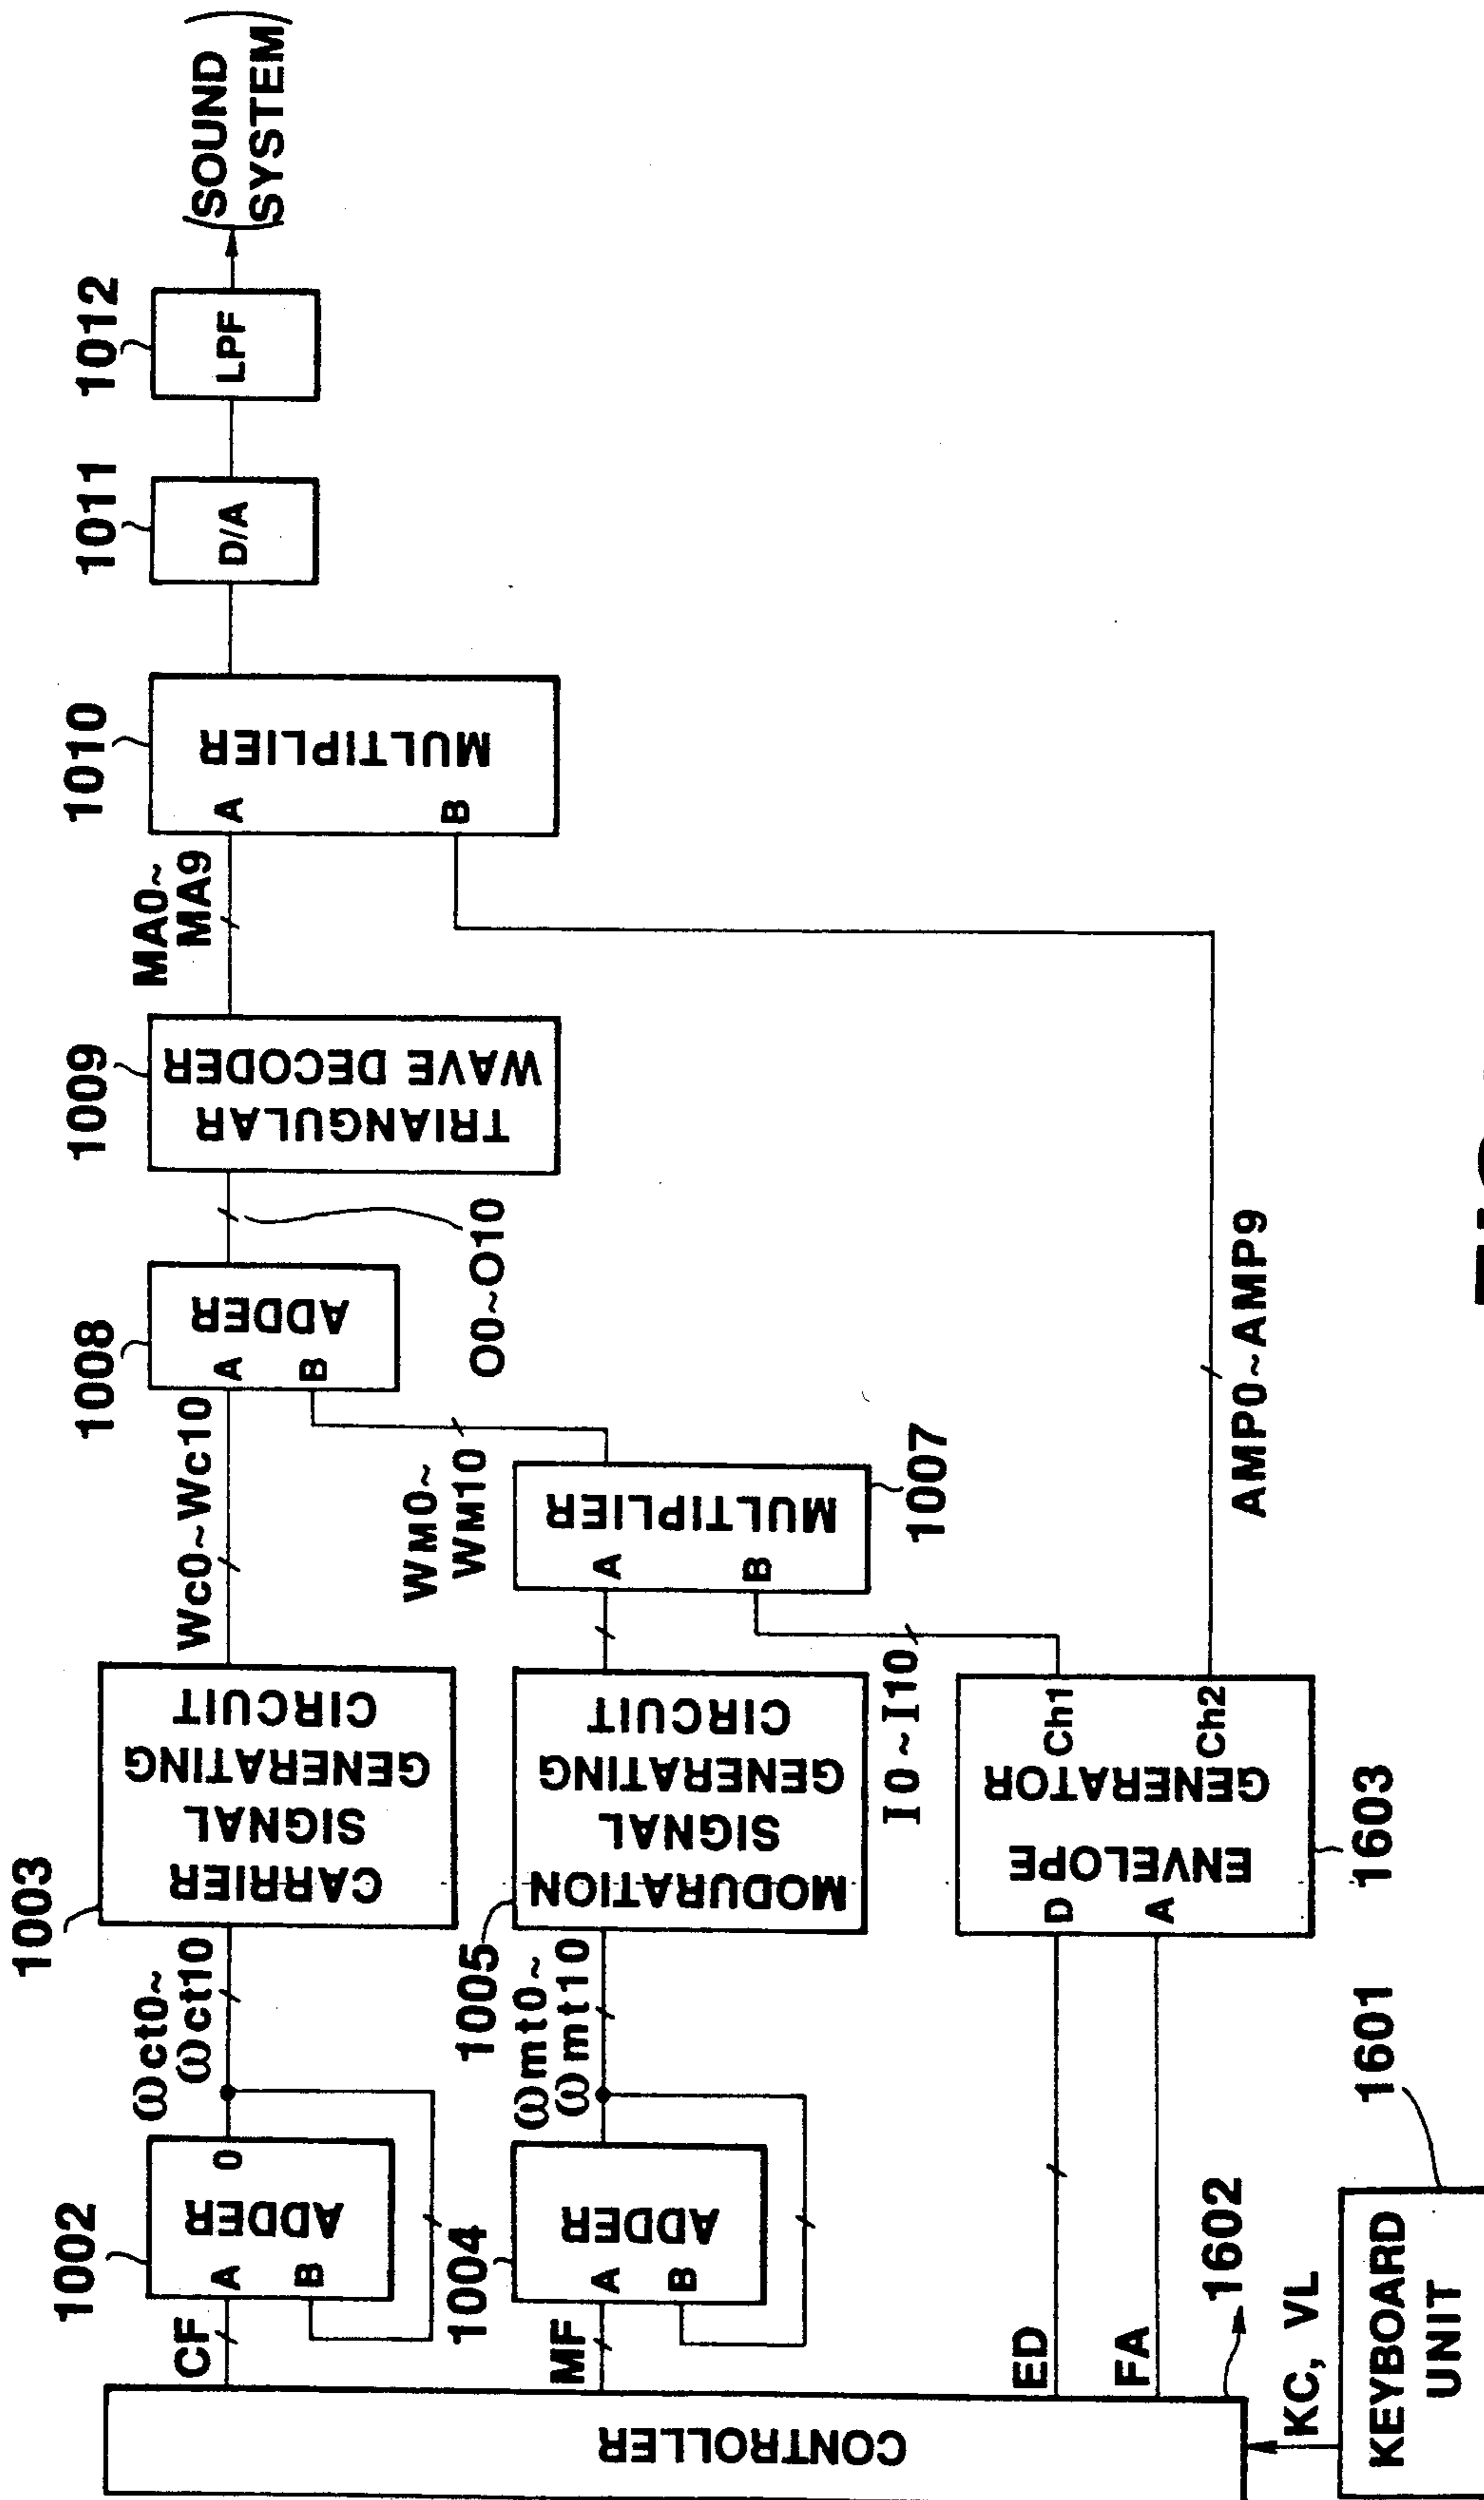 1002
1003
1008
1009
1010
1011
1012
CONTROLLER
CF
A
B
O
ADDER
ωct0~
ωct10
CARRIER
SIGNAL
GENERATING
CIRCUIT
Wc0~Wc10
A
B
ADDER
O0~O10
TRIANGULAR
WAVE DECODER
MA0~
MA9
A
B
MULTIPLIER
D/A
LPF
(SOUND
SYSTEM)
1004
MF
A
B
ADDER
1005
ωmt0~
ωmt10
MODURATION
SIGNAL
GENERATING
CIRCUIT
WM0~
WM10
A
B
MULTIPLIER
1007
I0~I10
ED
FA
D
A
ENVELOPE
GENERATOR
Ch1
Ch2
1603
AMP0~AMP9
1602
KC, VL
KEYBOARD
UNIT
1601